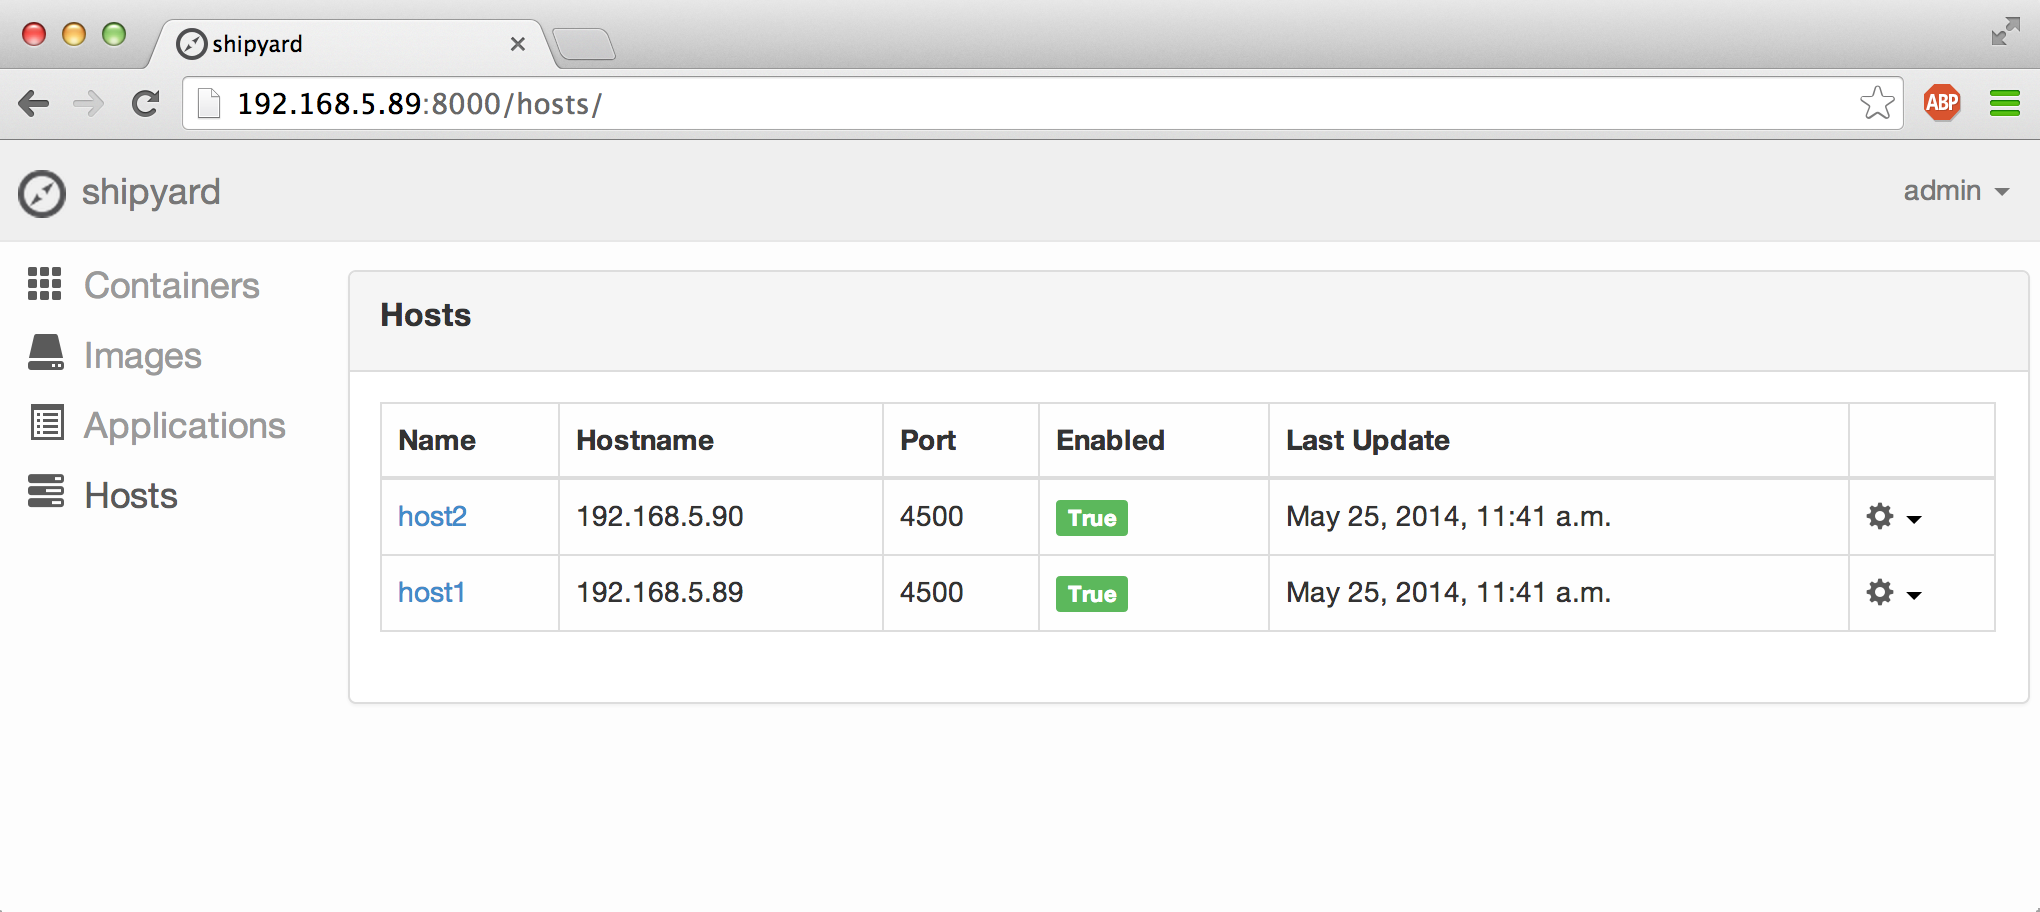 shipyard
192.168.5.89:8000/hosts/
ABP
shipyard
admin
Containers
Images
Applications
Hosts
Hosts
Name Hostname Port Enabled Last Update
host2 192.168.5.90 4500 True May 25, 2014, 11:41 a.m.
host1 192.168.5.89 4500 True May 25, 2014, 11:41 a.m.